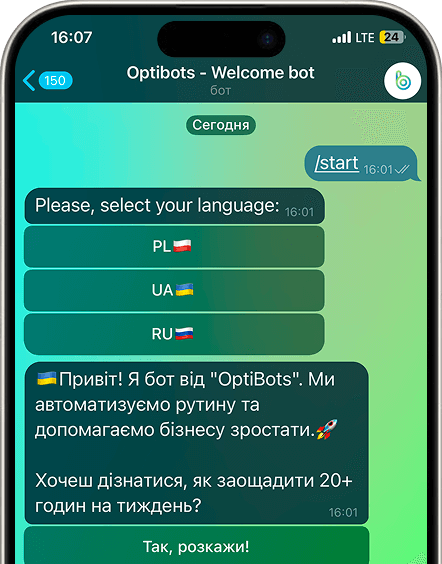 16:07
LTE 24
150
Optibots - Welcome bot
бот
Сегодня
/start 16:01
Please, select your language: 16:01
PL🇵🇱
UA🇺🇦
RU🇷🇺
🇺🇦Привіт! Я бот від "OptiBots". Ми
автоматизуємо рутину та
допомагаємо бізнесу зростати.🚀
Хочеш дізнатися, як заощадити 20+
годин на тиждень?
16:01
Так, розкажи!